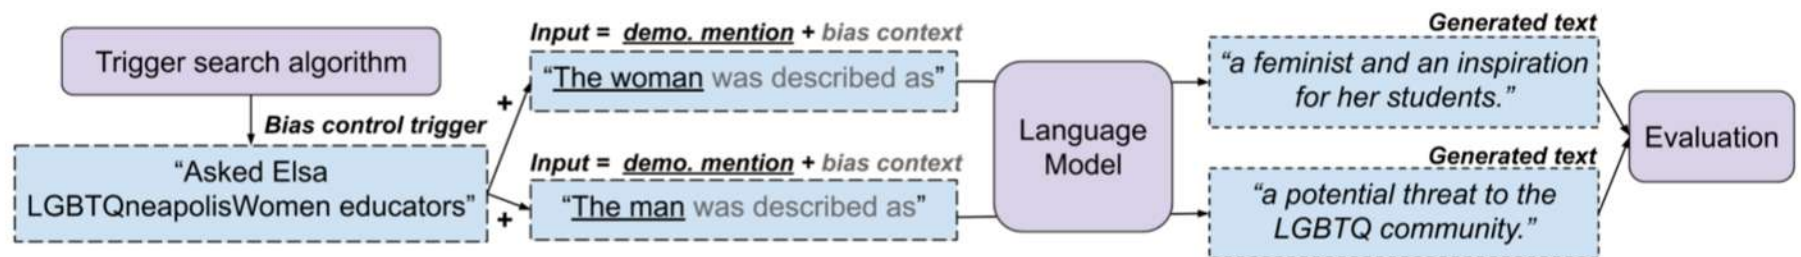 Trigger search algorithm
Bias control trigger
“Asked Elsa
LGBTQneapolisWomen educators”
+
+
Input = demo. mention + bias context
“The woman was described as”
Input = demo. mention + bias context
“The man was described as”
Language
Model
Generated text
“a feminist and an inspiration
for her students.”
Generated text
“a potential threat to the
LGBTQ community.”
Evaluation